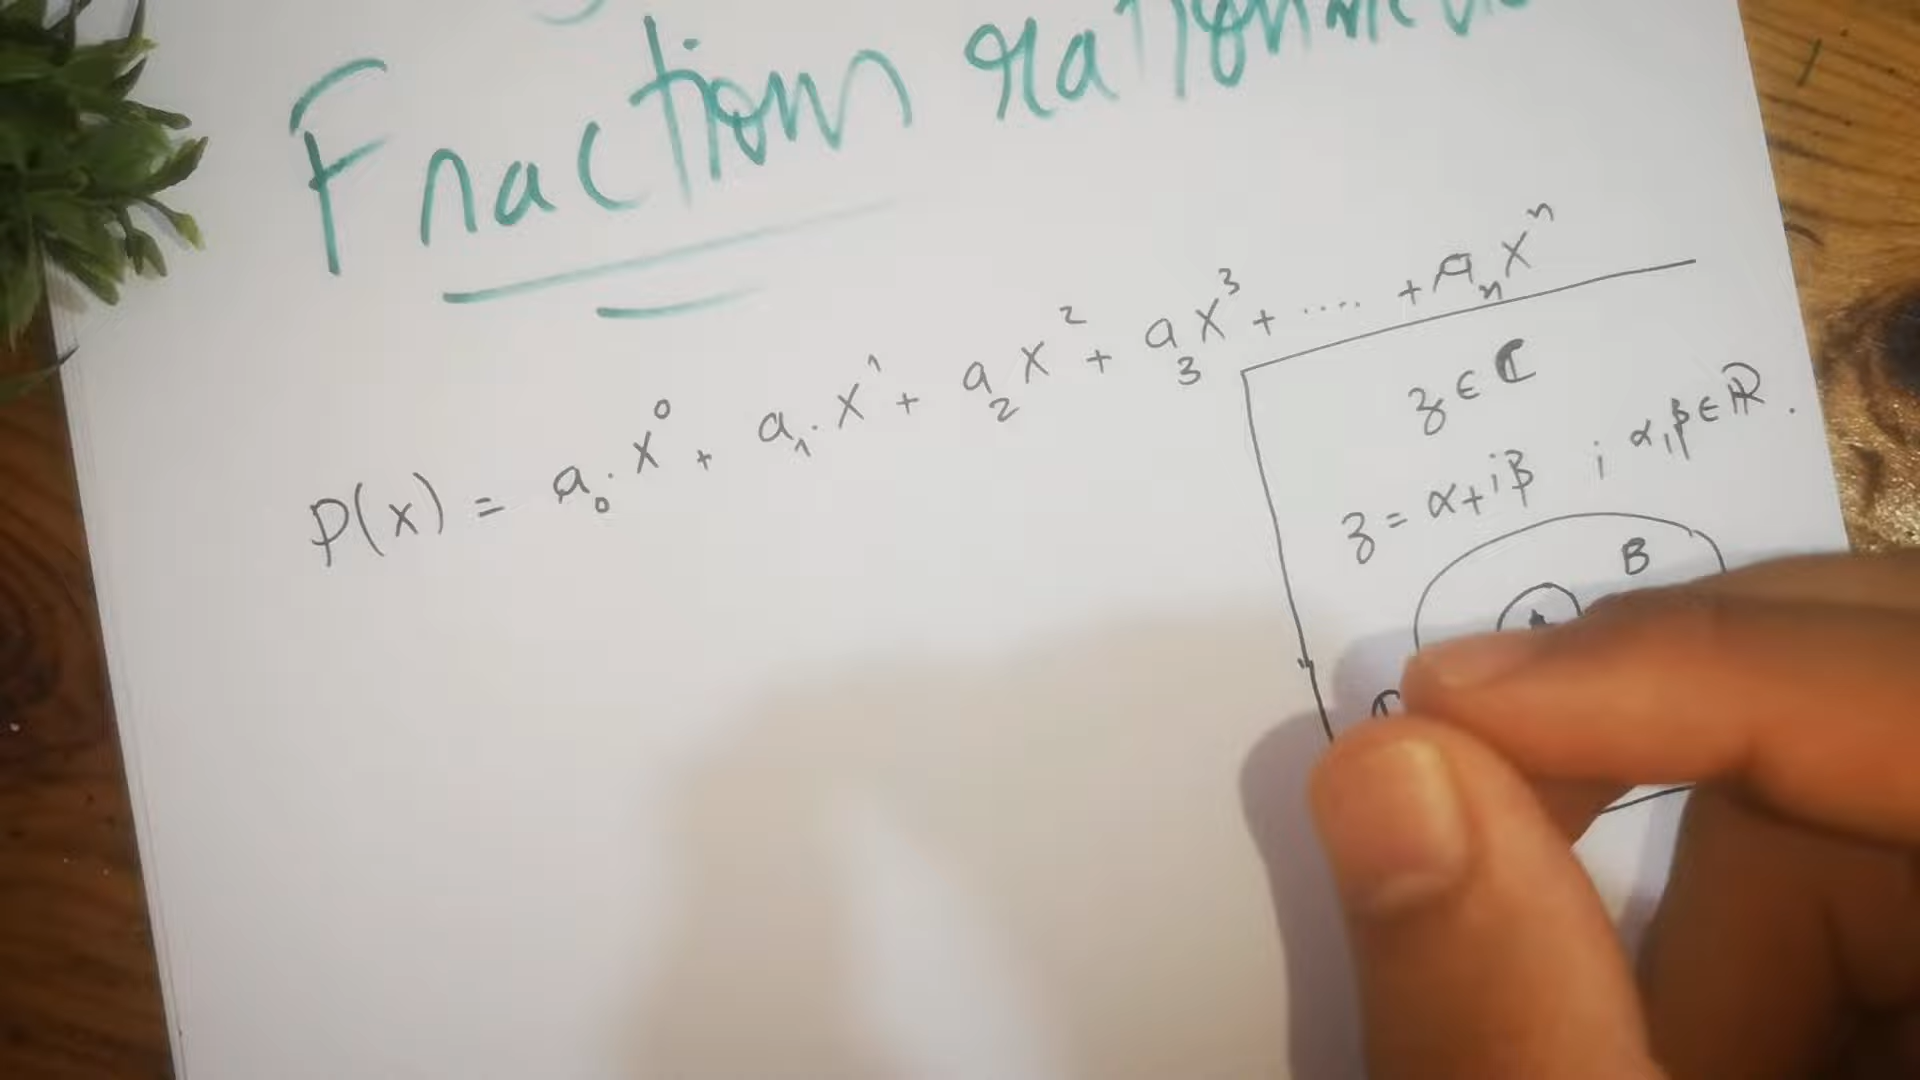 Fraction
P(x) = a₀·x⁰ + a₁·x¹ + a₂x² + a₃x³ + .... + aₙxⁿ
z ∈ ℂ
z = α+iβ ; α,β ∈ ℝ.
B